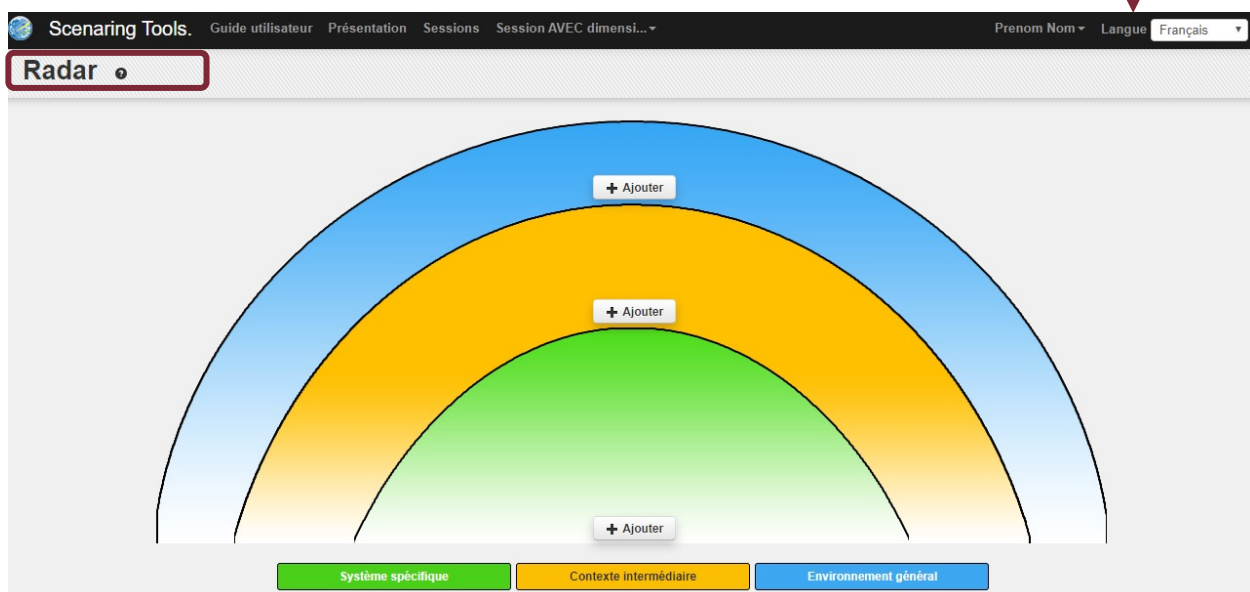 Scenaring Tools. Guide utilisateur Présentation Sessions Session AVEC dimensi... Prenom Nom Langue Français
Radar ?
Ajouter
Ajouter
Ajouter
Système spécifique Contexte intermédiaire Environnement général